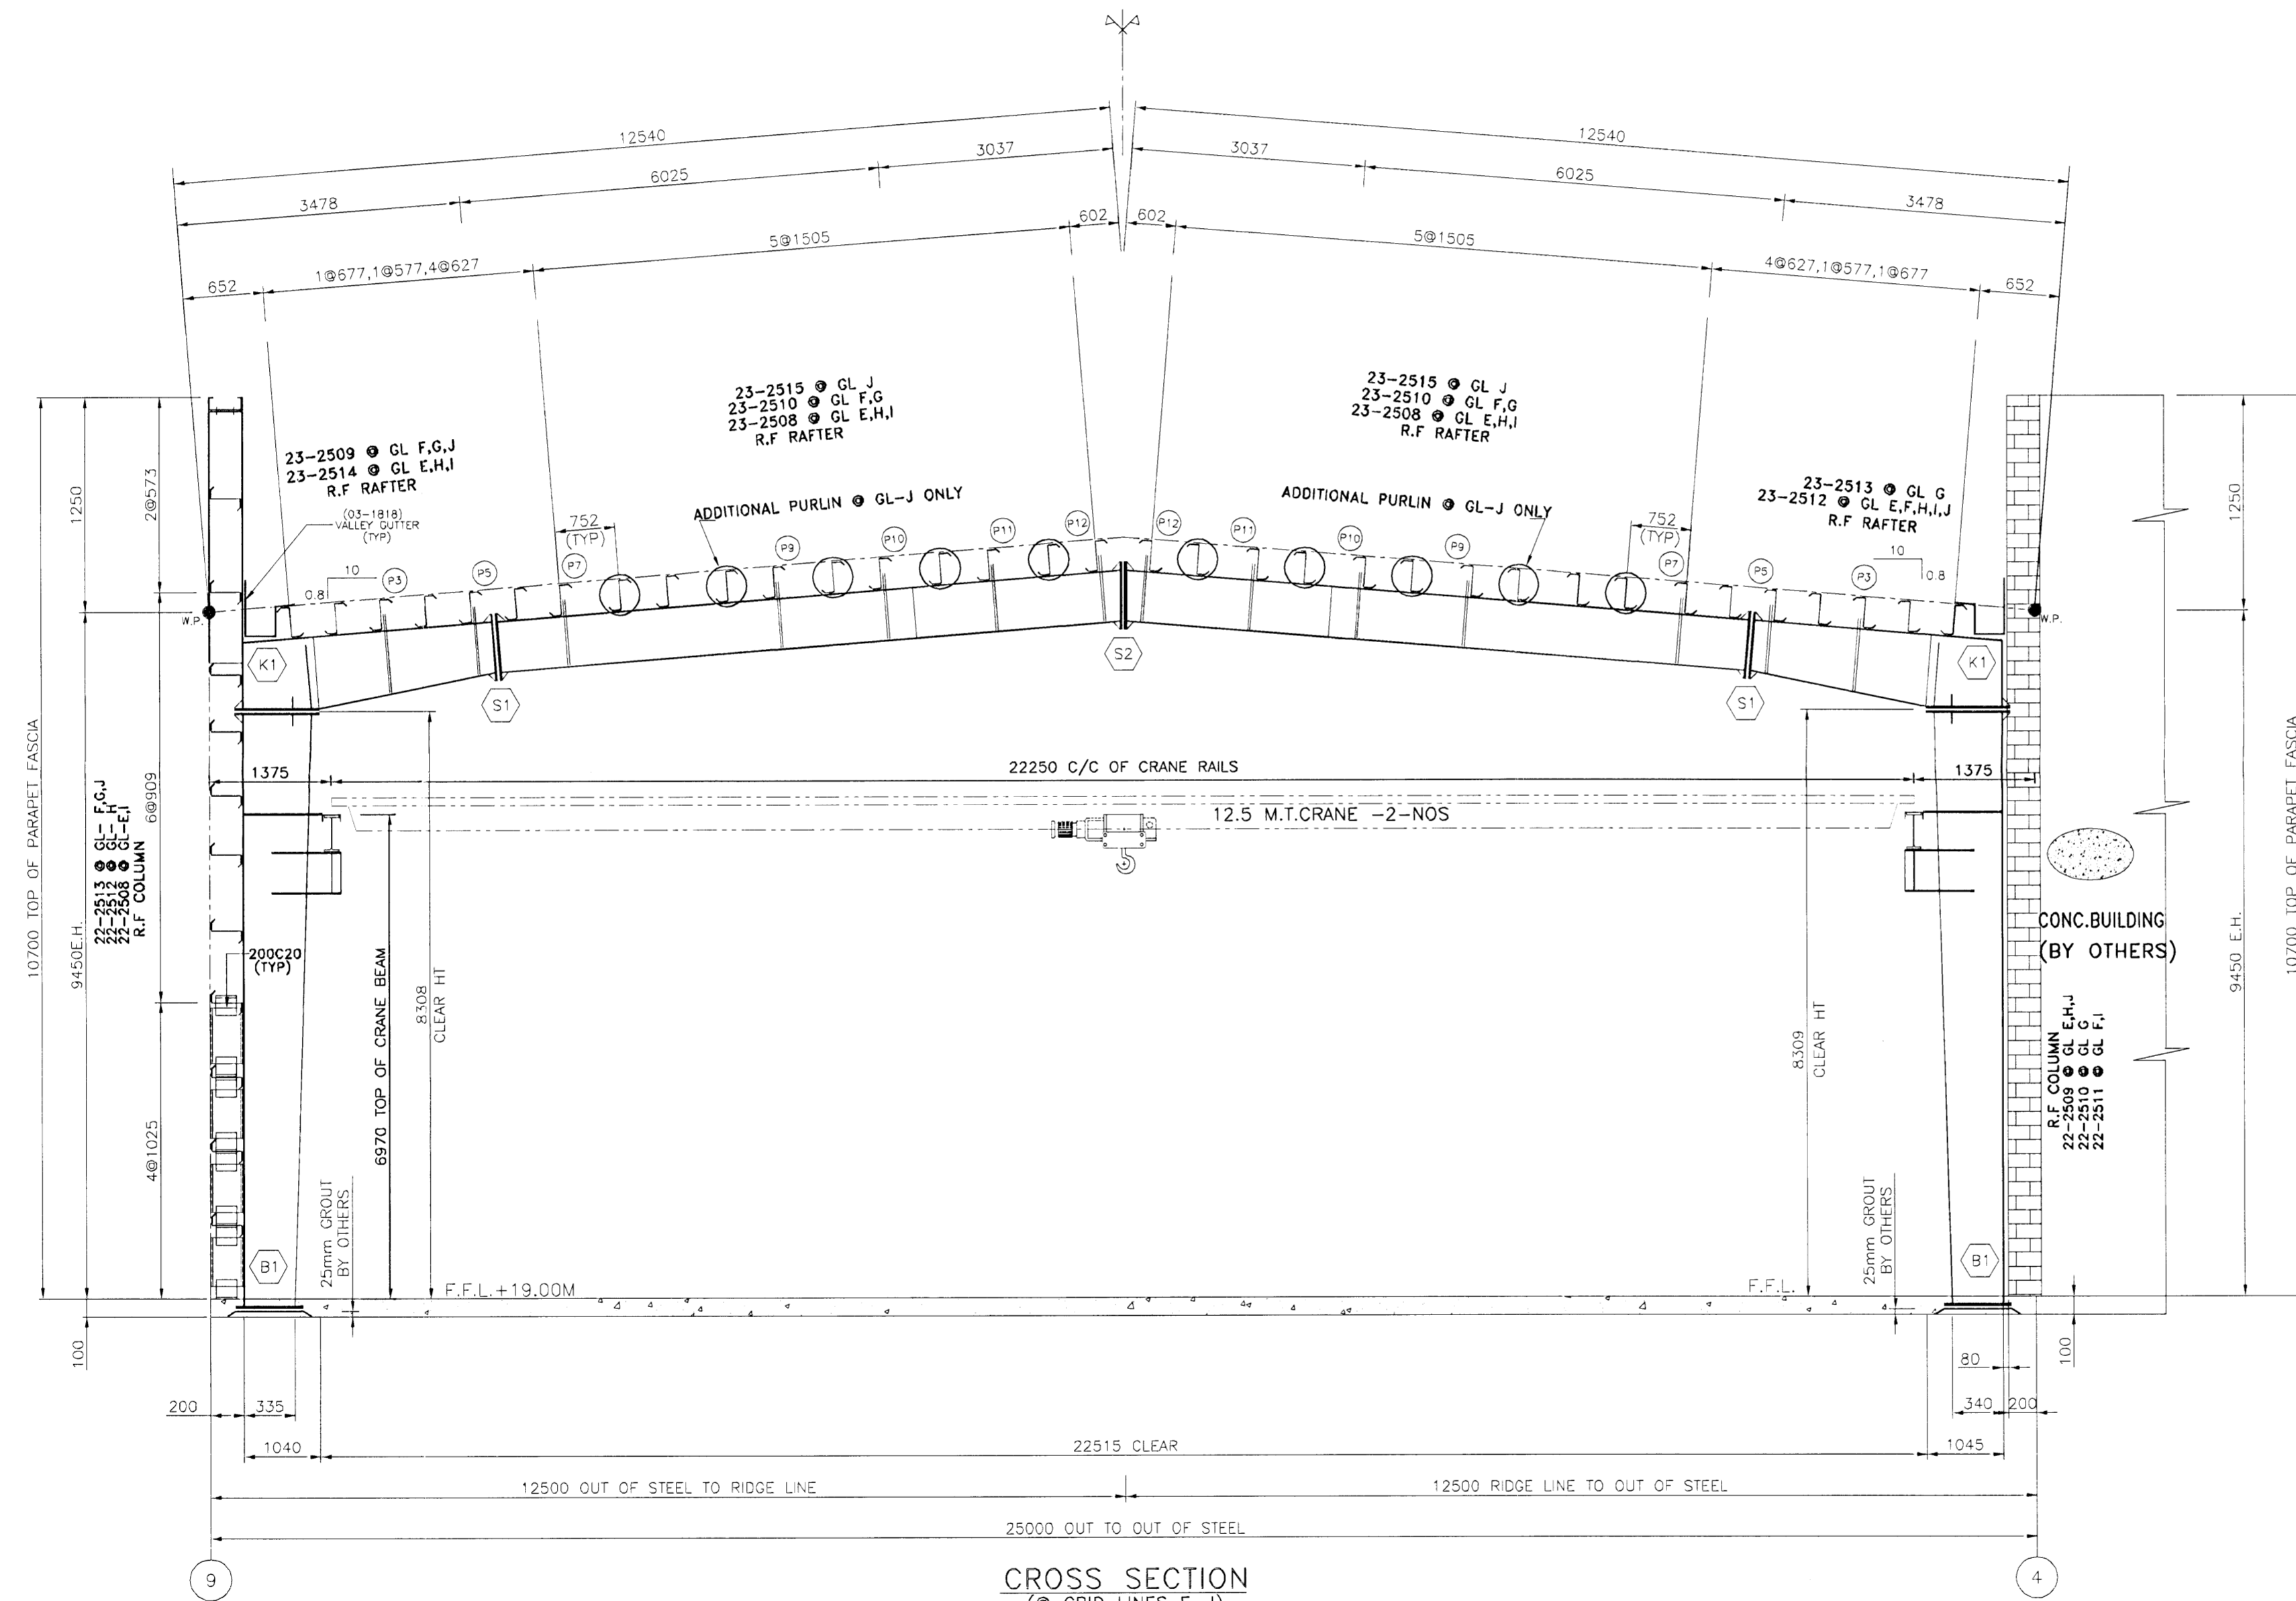 12540
12540
3037
3037
6025
6025
3478
3478
602
602
5@1505
5@1505
1@677,1@577,4@627
4@627,1@577,1@677
652
652
23-2515 @ GL J
23-2510 @ GL F,G
23-2508 @ GL E,H,I
R.F RAFTER
23-2515 @ GL J
23-2510 @ GL F,G
23-2508 @ GL E,H,I
R.F RAFTER
23-2509 @ GL F,G,J
23-2514 @ GL E,H,I
R.F RAFTER
23-2513 @ GL G
23-2512 @ GL E,F,H,I,J
R.F RAFTER
(03-1818)
VALLEY GUTTER
(TYP)
ADDITIONAL PURLIN @ GL-J ONLY
ADDITIONAL PURLIN @ GL-J ONLY
752
(TYP)
752
(TYP)
10
0.8
10
0.8
P3
P5
P7
P9
P10
P11
P12
P12
P11
P10
P9
P7
P5
P3
W.P.
W.P.
K1
S1
S2
S1
K1
1250
2@573
1250
10700 TOP OF PARAPET FASCIA
9450E.H.
6@909
4@1025
22-2513 @ GL- F,G,J
22-2512 @ GL- H
22-2508 @ GL-E,I
R.F COLUMN
1375
22250 C/C OF CRANE RAILS
1375
12.5 M.T.CRANE -2-NOS
200C20
(TYP)
6970 TOP OF CRANE BEAM
8308
CLEAR HT
8309
CLEAR HT
CONC.BUILDING
(BY OTHERS)
9450 E.H.
10700 TOP OF PARAPET FASCIA
R.F COLUMN
22-2509 @ GL E,H,J
22-2510 @ GL G
22-2511 @ GL F,I
25mm GROUT
BY OTHERS
25mm GROUT
BY OTHERS
B1
B1
F.F.L.+19.00M
F.F.L.
100
100
80
200
335
340
200
1040
22515 CLEAR
1045
12500 OUT OF STEEL TO RIDGE LINE
12500 RIDGE LINE TO OUT OF STEEL
25000 OUT TO OUT OF STEEL
9
4
CROSS SECTION
(@ GRID LINES